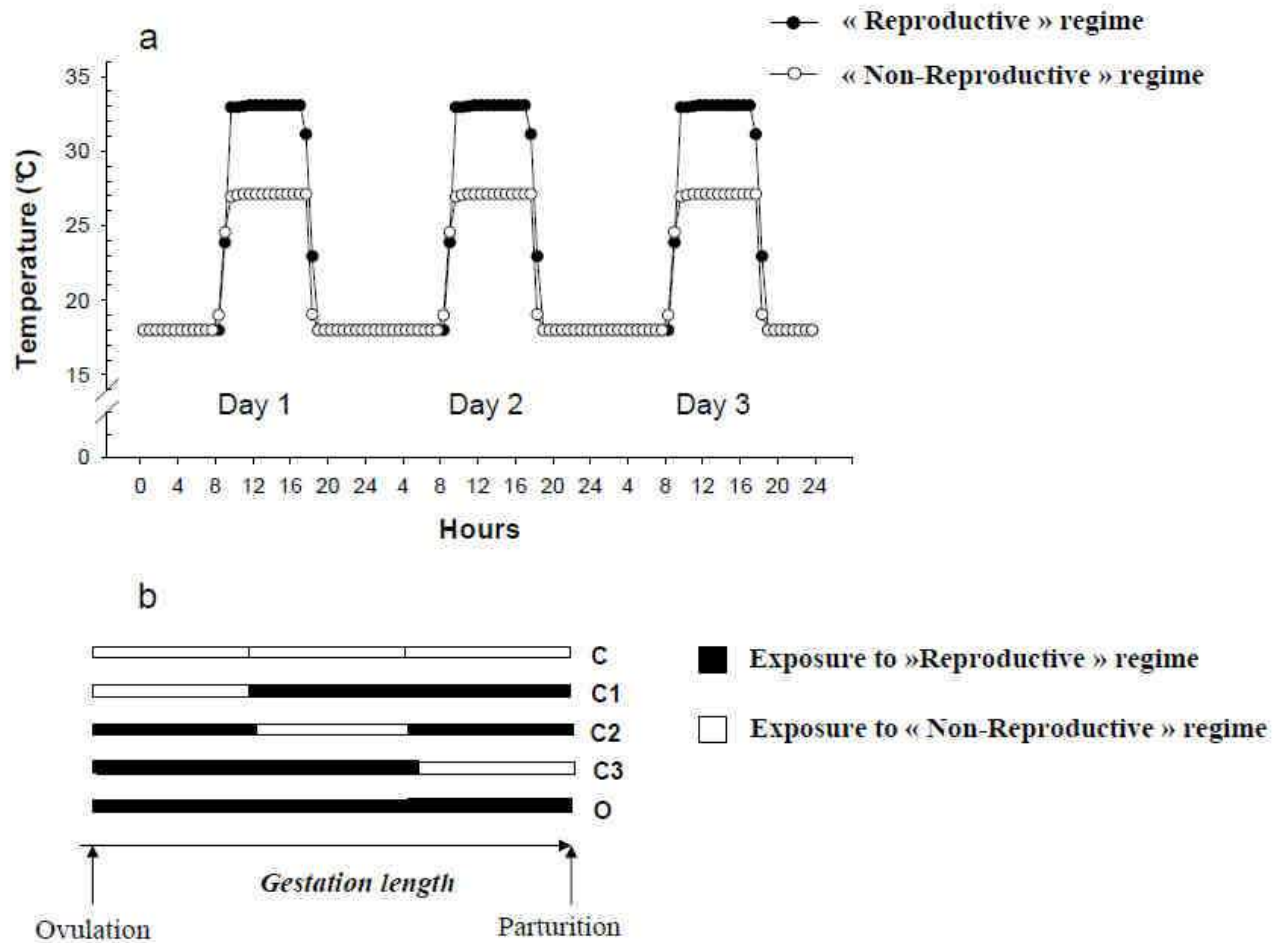 a
« Reproductive » regime
« Non-Reproductive » regime
Temperature (°C)
35
30
25
20
15
0
Day 1 Day 2 Day 3
0 4 8 12 16 20 24 4 8 12 16 20 24 4 8 12 16 20 24
Hours
b
C
C1
C2
C3
O
Exposure to »Reproductive » regime
Exposure to « Non-Reproductive » regime
Gestation length
Ovulation
Parturition